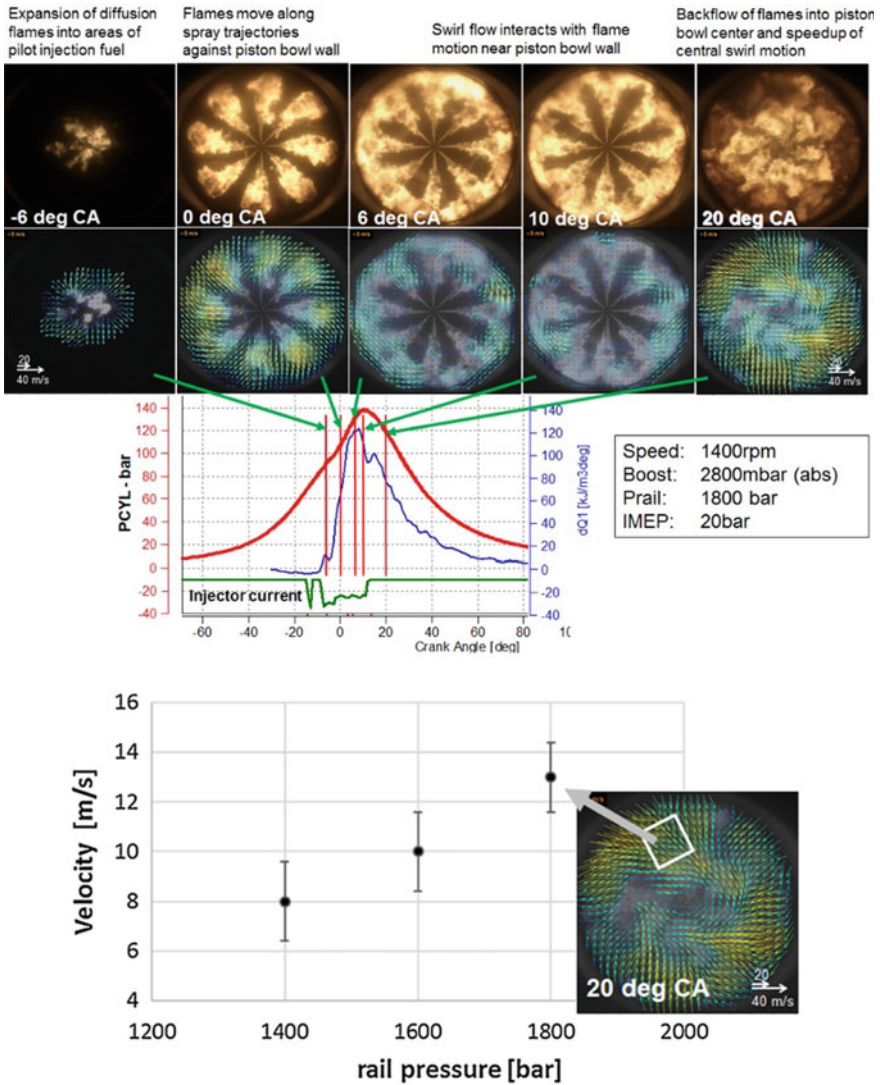 Expansion of diffusion
flames into areas of
pilot injection fuel
Flames move along
spray trajectories
against piston bowl wall
Swirl flow interacts with flame
motion near piston bowl wall
Backflow of flames into piston
bowl center and speedup of
central swirl motion
-6 deg CA
0 deg CA
6 deg CA
10 deg CA
20 deg CA
20
40 m/s
20
40 m/s
PCYL - bar
140
120
100
80
60
40
20
0
-20
-40
140
120
100
80
60
40
20
0
-20
-40
dQ1 [kJ/m3deg]
Injector current
-60 -40 -20 0 20 40 60 80 10
Crank Angle [deg]
Speed: 1400rpm
Boost: 2800mbar (abs)
Prail: 1800 bar
IMEP: 20bar
Velocity [m/s]
16
14
12
10
8
6
4
1200 1400 1600 1800 2000
rail pressure [bar]
20 deg CA
20
40 m/s